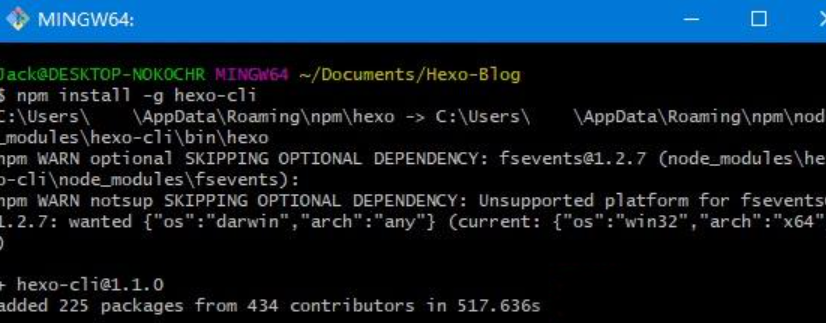 MINGW64:
Jack@DESKTOP-NOKOCHR MINGW64 ~/Documents/Hexo-Blog
$ npm install -g hexo-cli
C:\Users\ \AppData\Roaming\npm\hexo -> C:\Users\ \AppData\Roaming\npm\nod
_modules\hexo-cli\bin\hexo
npm WARN optional SKIPPING OPTIONAL DEPENDENCY: fsevents@1.2.7 (node_modules\he
o-cli\node_modules\fsevents):
npm WARN notsup SKIPPING OPTIONAL DEPENDENCY: Unsupported platform for fsevents@
1.2.7: wanted {"os":"darwin","arch":"any"} (current: {"os":"win32","arch":"x64"
)
+ hexo-cli@1.1.0
added 225 packages from 434 contributors in 517.636s